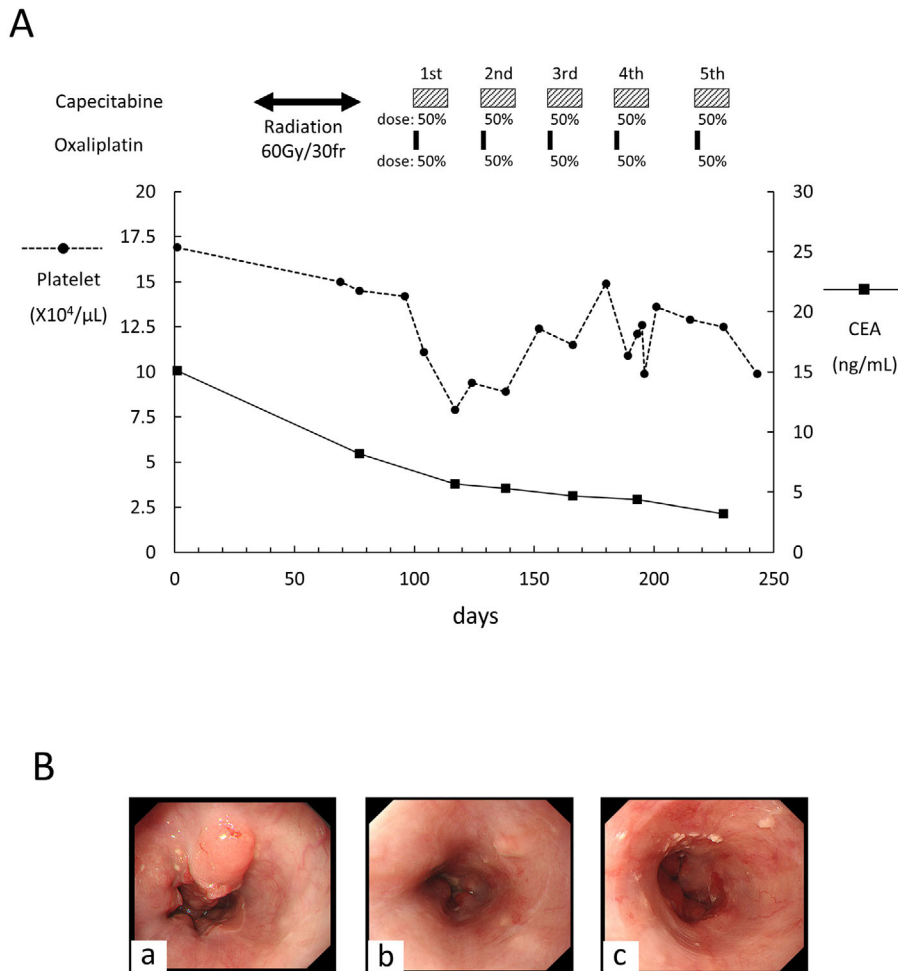 A
1st 2nd 3rd 4th 5th
Capecitabine
dose: 50% 50% 50% 50% 50%
Radiation
60Gy/30fr
Oxaliplatin
dose: 50% 50% 50% 50% 50%
20 30
17.5
25
Platelet
(X10⁴/μL)
15
20
CEA
(ng/mL)
12.5
10 15
7.5
10
5
5
2.5
0 0
0 50 100 150 200 250
days
B
a b c